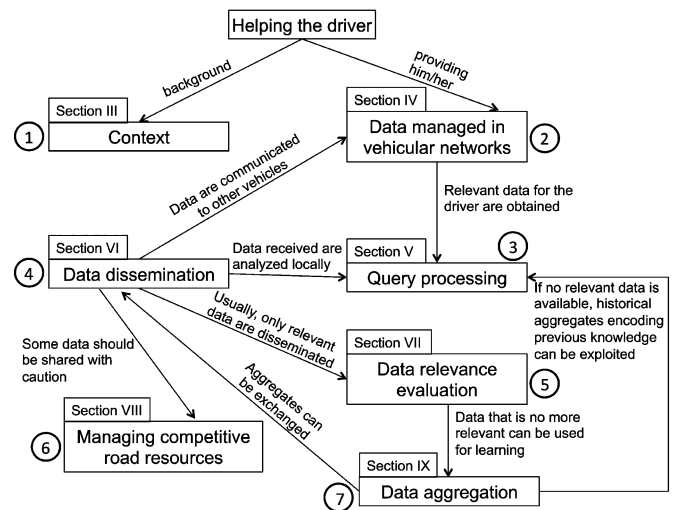 Helping the driver
background
providing
him/her
Section III
1
Context
Section IV
Data managed in
vehicular networks
2
Data are communicated
to other vehicles
Relevant data for the
driver are obtained
Section VI
4
Data dissemination
Data received are
analyzed locally
Section V
3
Query processing
If no relevant data is
available, historical
aggregates encoding
previous knowledge
can be exploited
Usually, only relevant
data are disseminated
Some data should
be shared with
caution
Section VII
Data relevance
evaluation
5
Aggregates can
be exchanged
Section VIII
6
Managing competitive
road resources
Data that is no more
relevant can be used
for learning
Section IX
7
Data aggregation